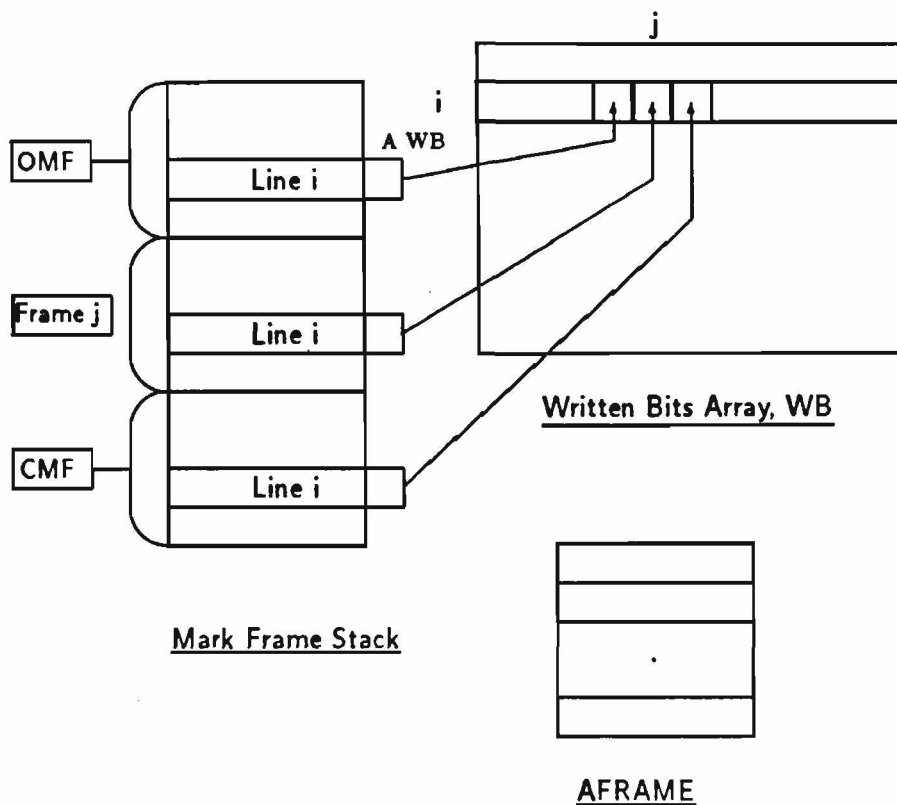 j
i
A WB
OMF
Line i
Frame j
Line i
Written Bits Array, WB
CMF
Line i
Mark Frame Stack
AFRAME